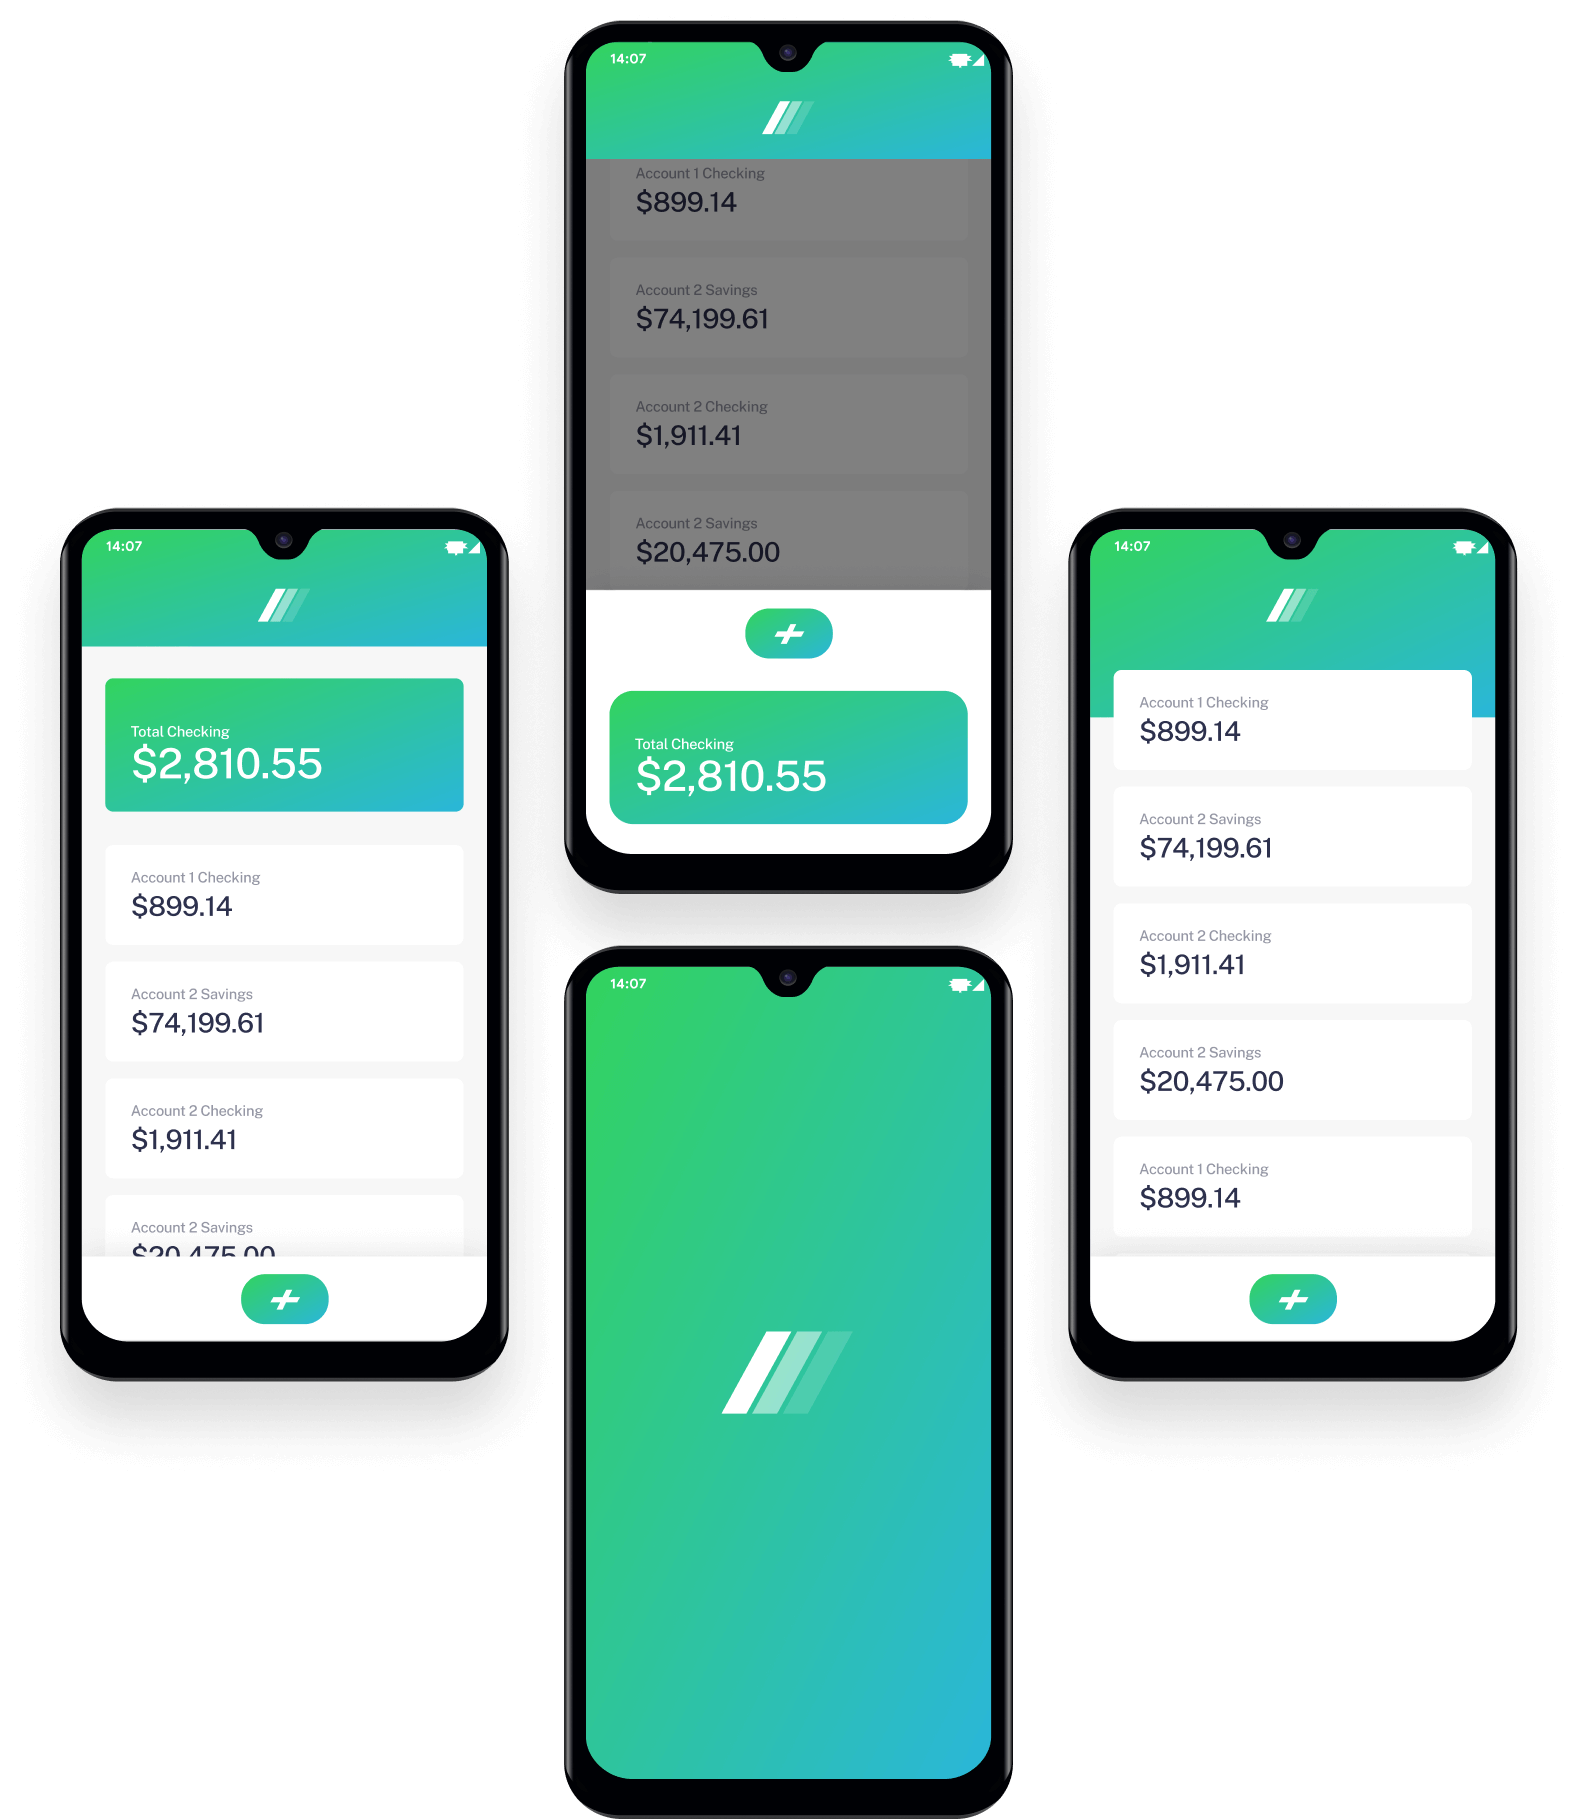 14:07
Account 1 Checking
$899.14
Account 2 Savings
$74,199.61
Account 2 Checking
$1,911.41
Account 2 Savings
$20,475.00
Total Checking
$2,810.55
14:07
Total Checking
$2,810.55
Account 1 Checking
$899.14
Account 2 Savings
$74,199.61
Account 2 Checking
$1,911.41
Account 2 Savings
$20,475.00
14:07
Account 1 Checking
$899.14
Account 2 Savings
$74,199.61
Account 2 Checking
$1,911.41
Account 2 Savings
$20,475.00
Account 1 Checking
$899.14
14:07